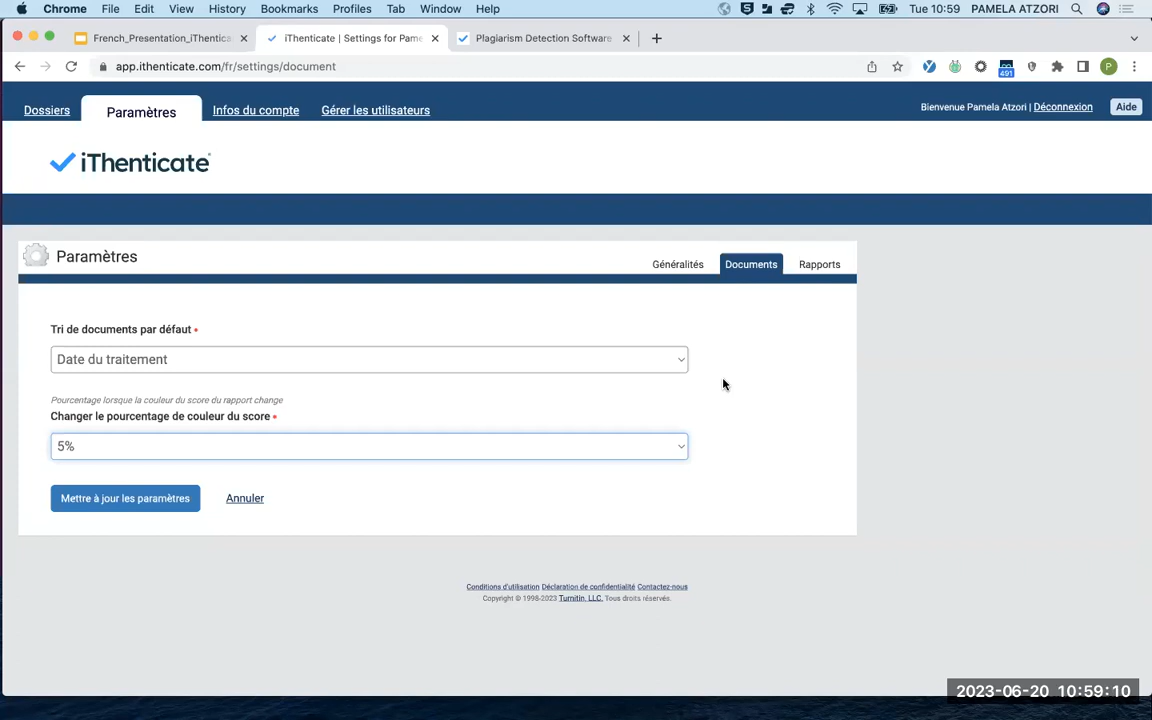 Chrome File Edit View History Bookmarks Profiles Tab Window Help Tue 10:59 PAMELA ATZORI
French_Presentation_iThentica iThenticate | Settings for Pame Plagiarism Detection Software
app.ithenticate.com/fr/settings/document
491 P
Dossiers Paramètres Infos du compte Gérer les utilisateurs Bienvenue Pamela Atzori | Déconnexion Aide
iThenticate
Paramètres Généralités Documents Rapports
Tri de documents par défaut *
Date du traitement
Pourcentage lorsque la couleur du score du rapport change
Changer le pourcentage de couleur du score *
5%
Mettre à jour les paramètres Annuler
Conditions d'utilisation Déclaration de confidentialité Contactez-nous
Copyright © 1998-2023 Turnitin, LLC. Tous droits réservés.
2023-06-20 10:59:10